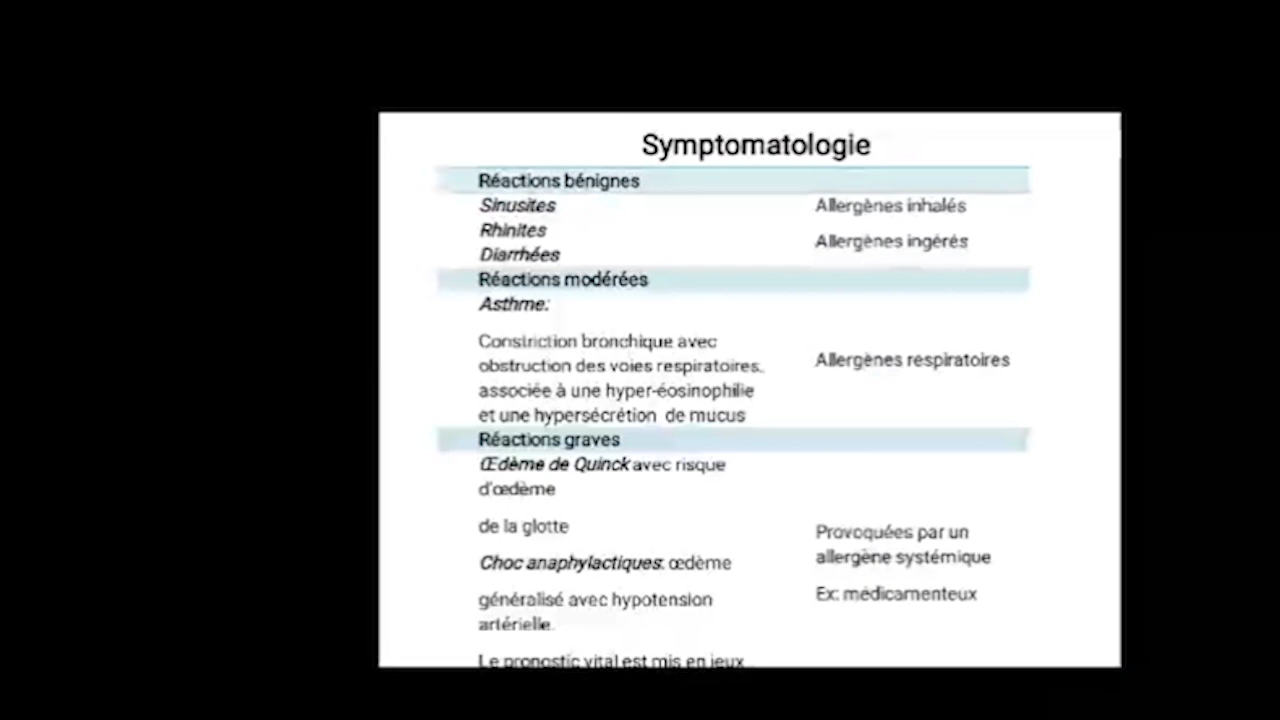 Symptomatologie
Réactions bénignes
Sinusites
Allergènes inhalés
Rhinites
Allergènes ingérés
Diarrhées
Réactions modérées
Asthme:
Constriction bronchique avec
obstruction des voies respiratoires,
associée à une hyper-éosinophilie
et une hypersécrétion de mucus
Allergènes respiratoires
Réactions graves
Œdème de Quinck avec risque
d'œdème
de la glotte
Choc anaphylactiques: œdème
généralisé avec hypotension
artérielle.
Le pronostic vital est mis en jeux
Provoquées par un
allergène systémique
Ex: médicamenteux